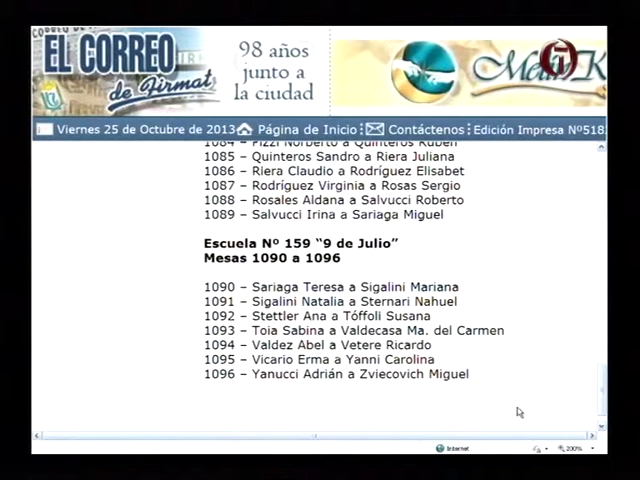 EL CORREO
de Firmat
98 años
junto a
la ciudad
Viernes 25 de Octubre de 2013 Página de Inicio Contáctenos Edición Impresa Nº518
1084 – Pizzi Norberto a Quinteros Rubén
1085 – Quinteros Sandro a Riera Juliana
1086 – Riera Claudio a Rodríguez Elisabet
1087 – Rodríguez Virginia a Rosas Sergio
1088 – Rosales Aldana a Salvucci Roberto
1089 – Salvucci Irina a Sariaga Miguel
Escuela Nº 159 “9 de Julio”
Mesas 1090 a 1096
1090 – Sariaga Teresa a Sigalini Mariana
1091 – Sigalini Natalia a Sternari Nahuel
1092 – Stettler Ana a Tóffoli Susana
1093 – Toia Sabina a Valdecasa Ma. del Carmen
1094 – Valdez Abel a Vetere Ricardo
1095 – Vicario Erma a Yanni Carolina
1096 – Yanucci Adrián a Zviecovich Miguel
Internet 200%